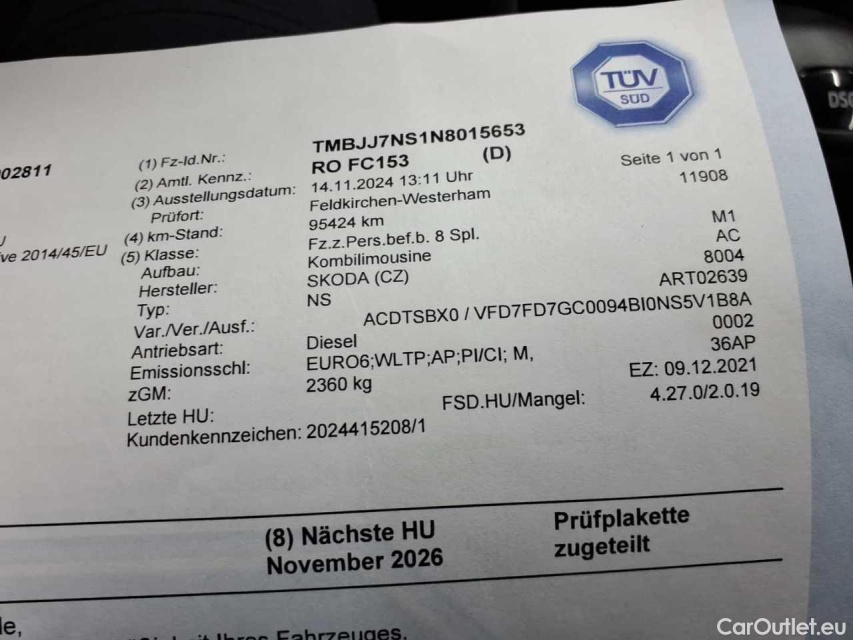 TÜV
SÜD
DSG
02811
ve 2014/45/EU
(1) Fz-Id.Nr.: TMBJJ7NS1N8015653
(2) Amtl. Kennz.: RO FC153 (D) Seite 1 von 1
(3) Ausstellungsdatum: 14.11.2024 13:11 Uhr 11908
Prüfort: Feldkirchen-Westerham
(4) km-Stand: 95424 km
(5) Klasse: Fz.z.Pers.bef.b. 8 Spl. M1
Aufbau: Kombilimousine AC
Hersteller: SKODA (CZ) 8004
Typ: NS ART02639
Var./Ver./Ausf.: ACDTSBX0 / VFD7FD7GC0094BI0NS5V1B8A
Antriebsart: Diesel 0002
Emissionsschl: EURO6;WLTP;AP;PI/CI; M, 36AP
zGM: 2360 kg EZ: 09.12.2021
Letzte HU: FSD.HU/Mangel: 4.27.0/2.0.19
Kundenkennzeichen: 2024415208/1
(8) Nächste HU Prüfplakette
November 2026 zugeteilt
le,
Ihres Fahrzeuges.
CarOutlet.eu